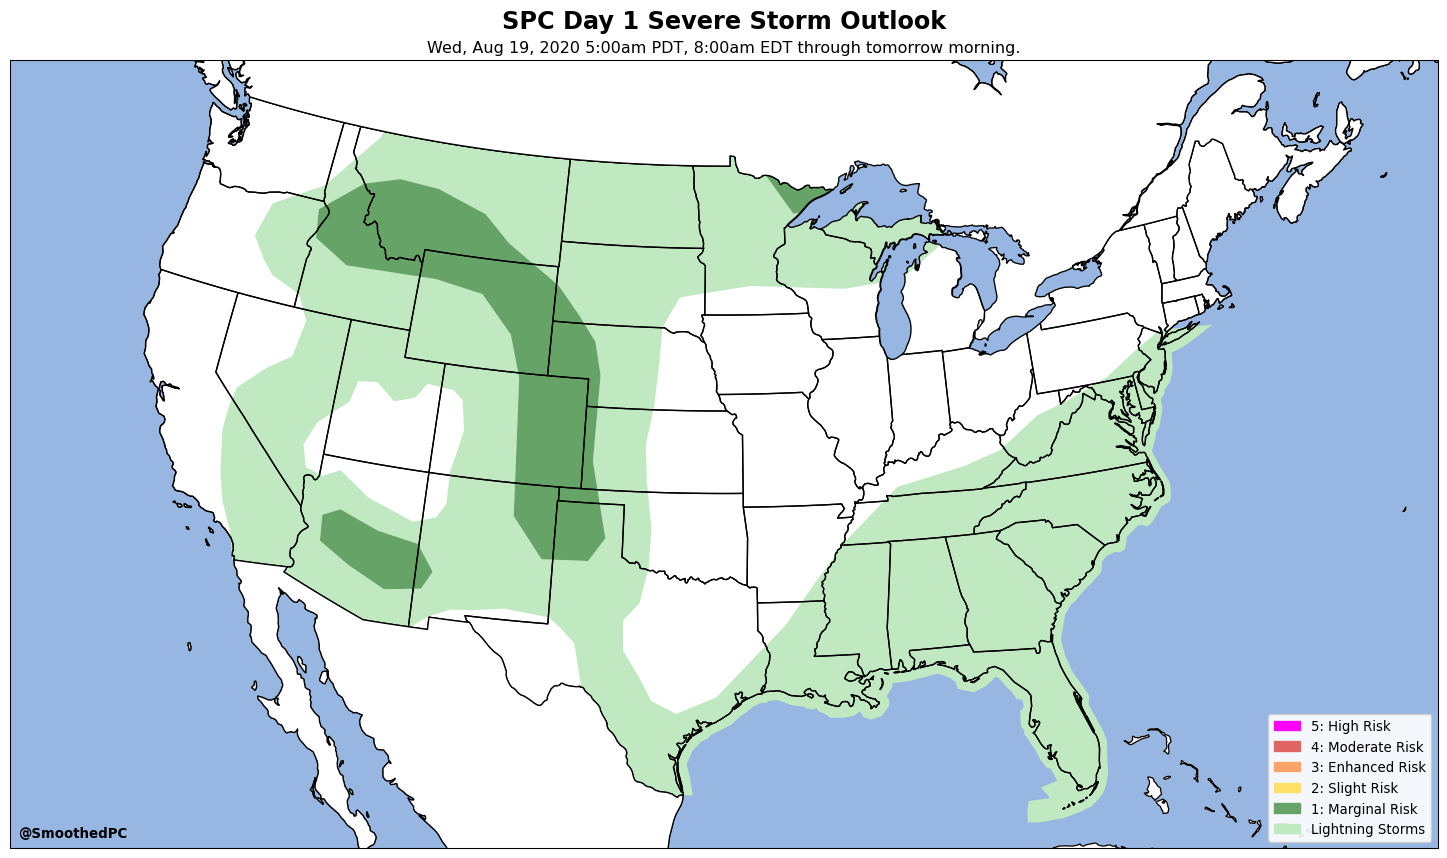 SPC Day 1 Severe Storm Outlook
Wed, Aug 19, 2020 5:00am PDT, 8:00am EDT through tomorrow morning.
5: High Risk
4: Moderate Risk
3: Enhanced Risk
2: Slight Risk
1: Marginal Risk
Lightning Storms
@SmoothedPC